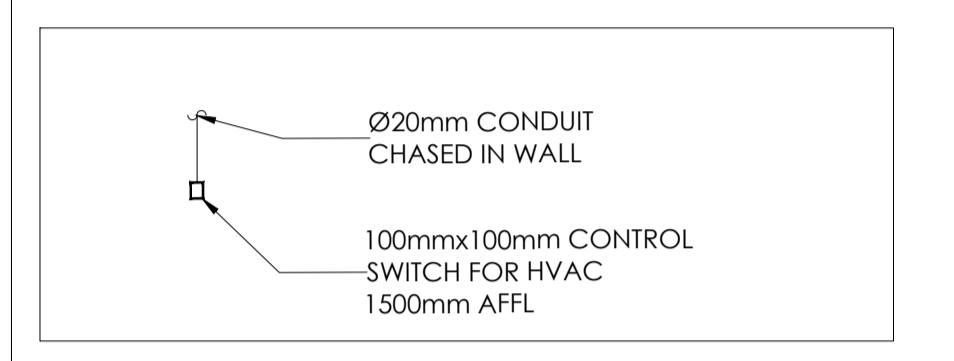 Ø20mm CONDUIT
CHASED IN WALL
100mmx100mm CONTROL
SWITCH FOR HVAC
1500mm AFFL